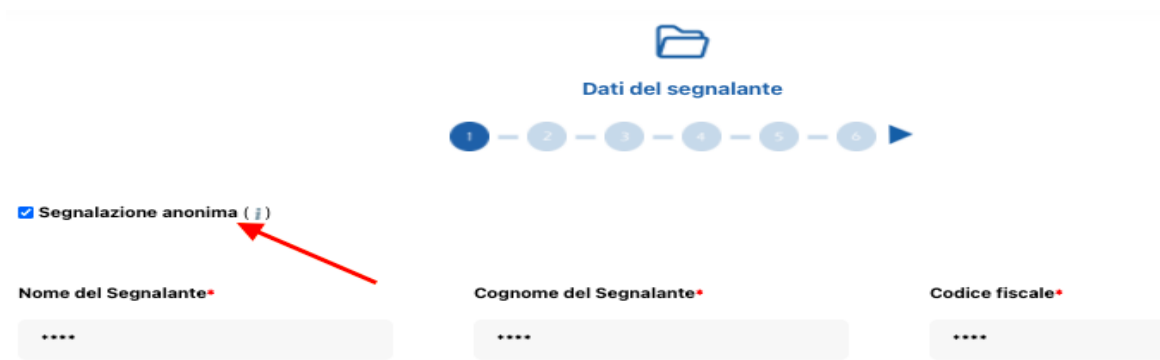 Dati del segnalante
1 2 3 4 5 6
Segnalazione anonima (i)
Nome del Segnalante* Cognome del Segnalante* Codice fiscale*
**** **** ****